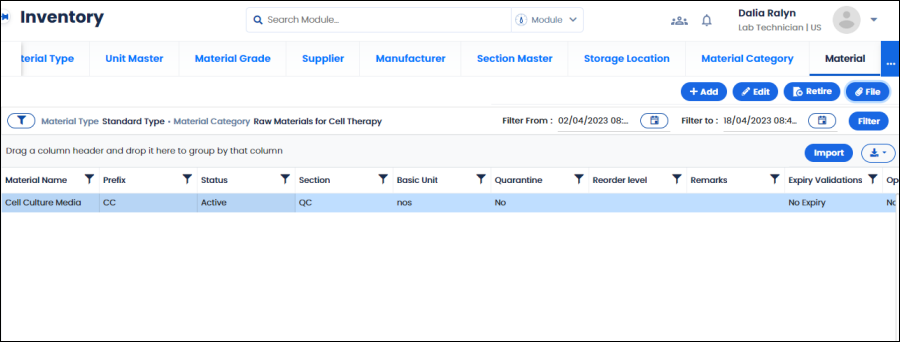 Inventory
Search Module..
Module
Dalia Ralyn
Lab Technician | US
terial Type Unit Master Material Grade Supplier Manufacturer Section Master Storage Location Material Category Material ...
+ Add Edit Retire File
Material Type Standard Type • Material Category Raw Materials for Cell Therapy Filter From : 02/04/2023 08:... Filter to : 18/04/2023 08:4... Filter
Drag a column header and drop it here to group by that column Import
Material Name Prefix Status Section Basic Unit Quarantine Reorder level Remarks Expiry Validations Op
Cell Culture Media CC Active QC nos No No Expiry No